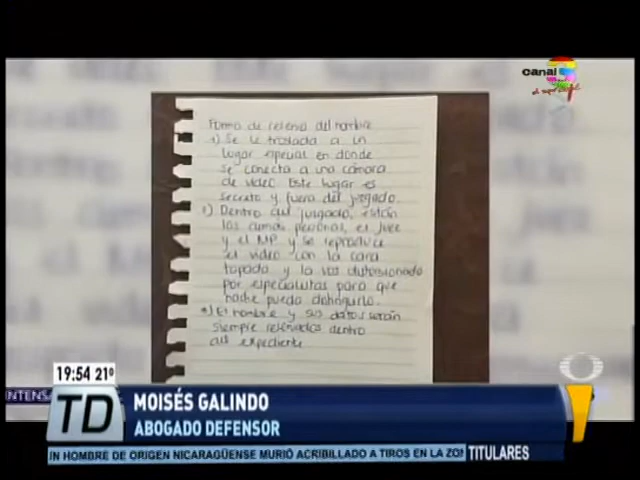 canal
Forma de reserva del nombre
1) Se le traslada a un
lugar especial en donde
se conecta a una cámara
de video. Este lugar es
secreto y fuera del juzgado.
2) Dentro del juzgado, están
las demás personas, el juez
y el MP y se reproduce
el video con la cara
tapada y la voz distorsionado
por especialistas para que
nadie pueda
El nombre y sus datos serán
siempre reservados dentro
del expediente
19:54 21º
INTENSA
TD
MOISÉS GALINDO
ABOGADO DEFENSOR
UN HOMBRE DE ORIGEN NICARAGÜENSE MURIÓ ACRIBILLADO A TIROS EN LA ZO
TITULARES